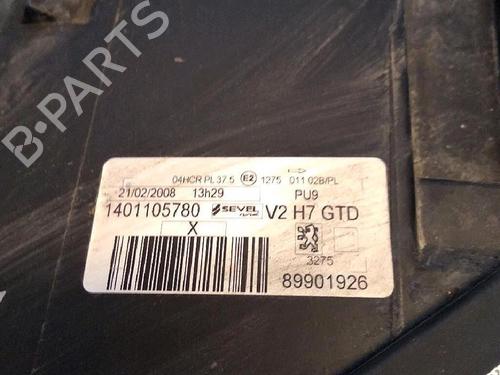 04HCR PL 37 5 E2 1275 011 02B/PL
21/02/2008 13h29 PU9
1401105780 SEVEL V2 H7 GTD
X
3275
89901926
B-PARTS